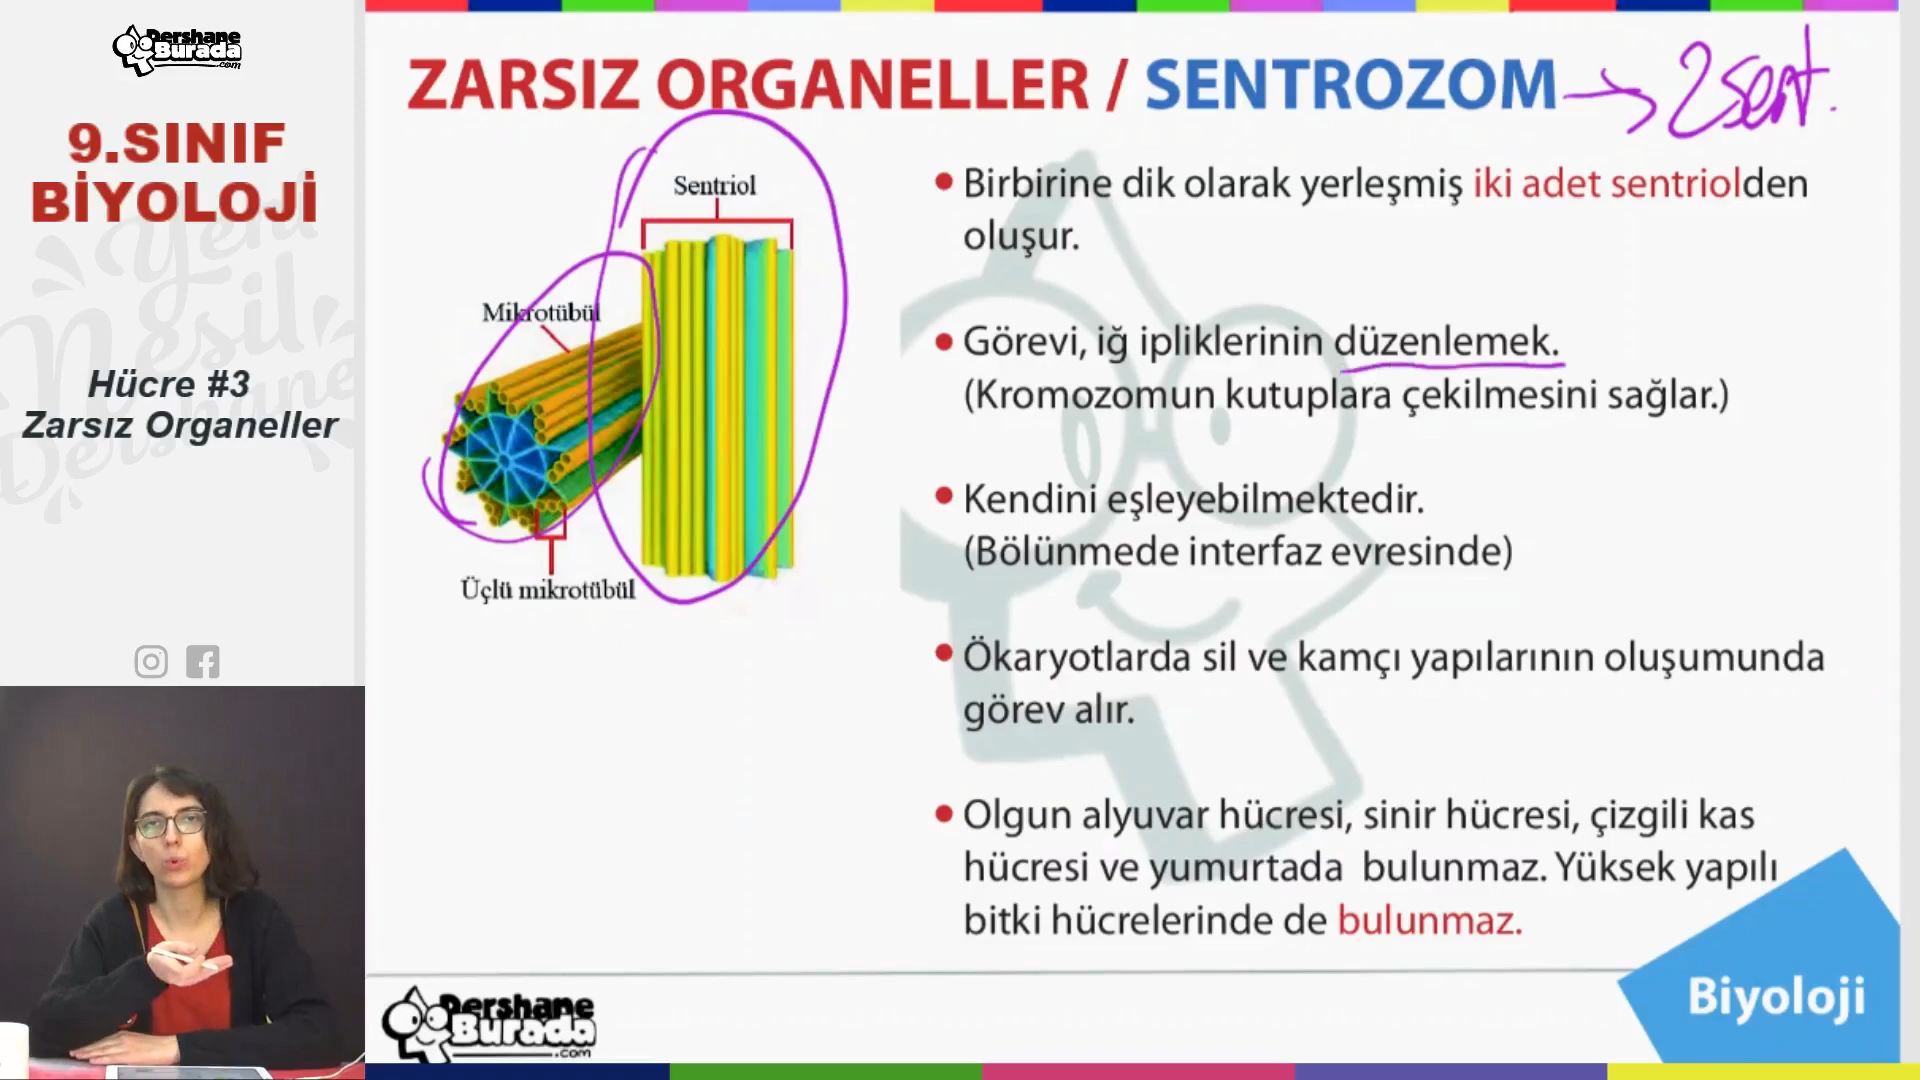 Dershane
Burada
.com
9.SINIF
BİYOLOJİ
Hücre #3
Zarsız Organeller
ZARSIZ ORGANELLER / SENTROZOM → 2 sent.
Sentriol
Mikrotübül
Üçlü mikrotübül
• Birbirine dik olarak yerleşmiş iki adet sentriolden
oluşur.
• Görevi, iğ ipliklerinin düzenlemek.
(Kromozomun kutuplara çekilmesini sağlar.)
• Kendini eşleyebilmektedir.
(Bölünmede interfaz evresinde)
• Ökaryotlarda sil ve kamçı yapılarının oluşumunda
görev alır.
• Olgun alyuvar hücresi, sinir hücresi, çizgili kas
hücresi ve yumurtada bulunmaz. Yüksek yapılı
bitki hücrelerinde de bulunmaz.
Dershane
Burada
.com
Biyoloji
Yeni
Nesil
Dershane